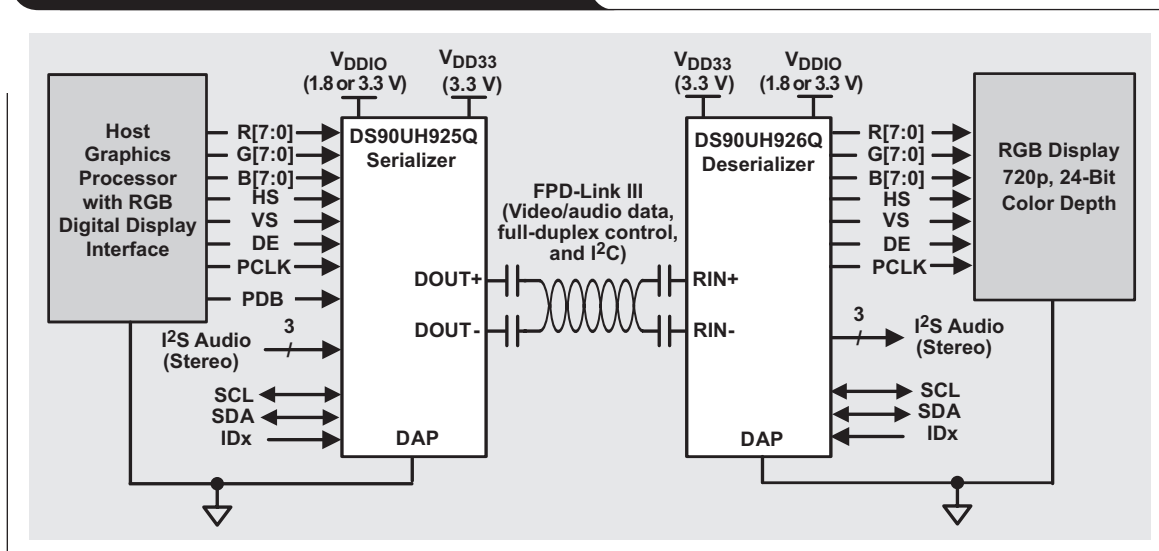 VDDIO
(1.8 or 3.3 V)
VDD33
(3.3 V)
VDD33
(3.3 V)
VDDIO
(1.8 or 3.3 V)
Host
Graphics
Processor
with RGB
Digital Display
Interface
R[7:0]
G[7:0]
B[7:0]
HS
VS
DE
PCLK
PDB
3
I2S Audio
(Stereo)
SCL
SDA
IDx
DS90UH925Q
Serializer
DOUT+
DOUT-
DAP
FPD-Link III
(Video/audio data,
full-duplex control,
and I2C)
DS90UH926Q
Deserializer
RIN+
RIN-
DAP
R[7:0]
G[7:0]
B[7:0]
HS
VS
DE
PCLK
3
I2S Audio
(Stereo)
SCL
SDA
IDx
RGB Display
720p, 24-Bit
Color Depth